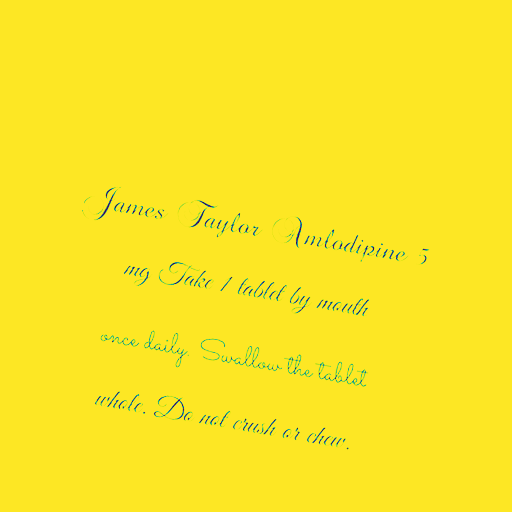 James Taylor Amlodipine 5
mg Take 1 tablet by mouth
once daily. Swallow the tablet
whole. Do not crush or chew.